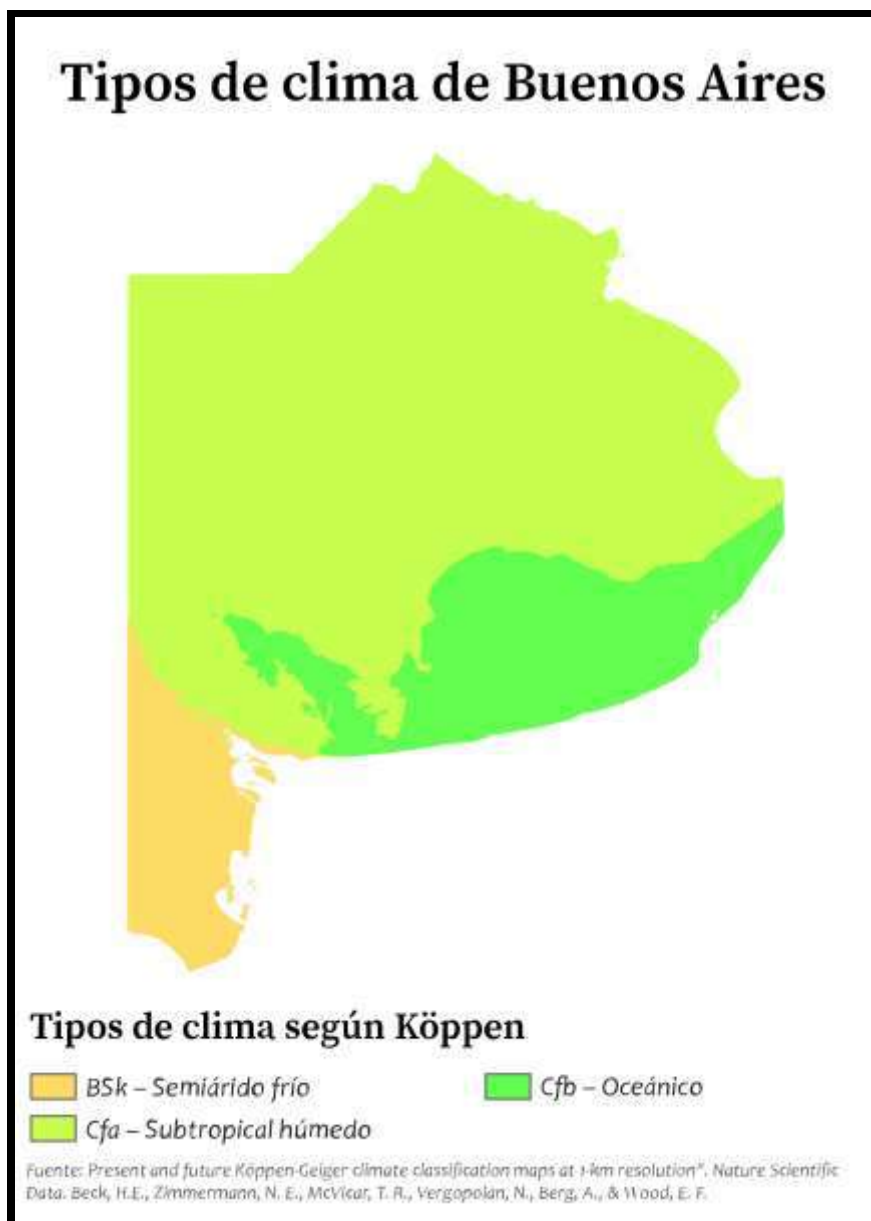 Tipos de clima de Buenos Aires
Tipos de clima según Köppen
BSk – Semiárido frío
Cfb – Oceánico
Cfa – Subtropical húmedo
Fuente: Present and future Köppen-Geiger climate classification maps at 1-km resolution". Nature Scientific
Data. Beck, H.E., Zimmermann, N. E., McVicar, T. R., Vergopolan, N., Berg, A., & Wood, E. F.